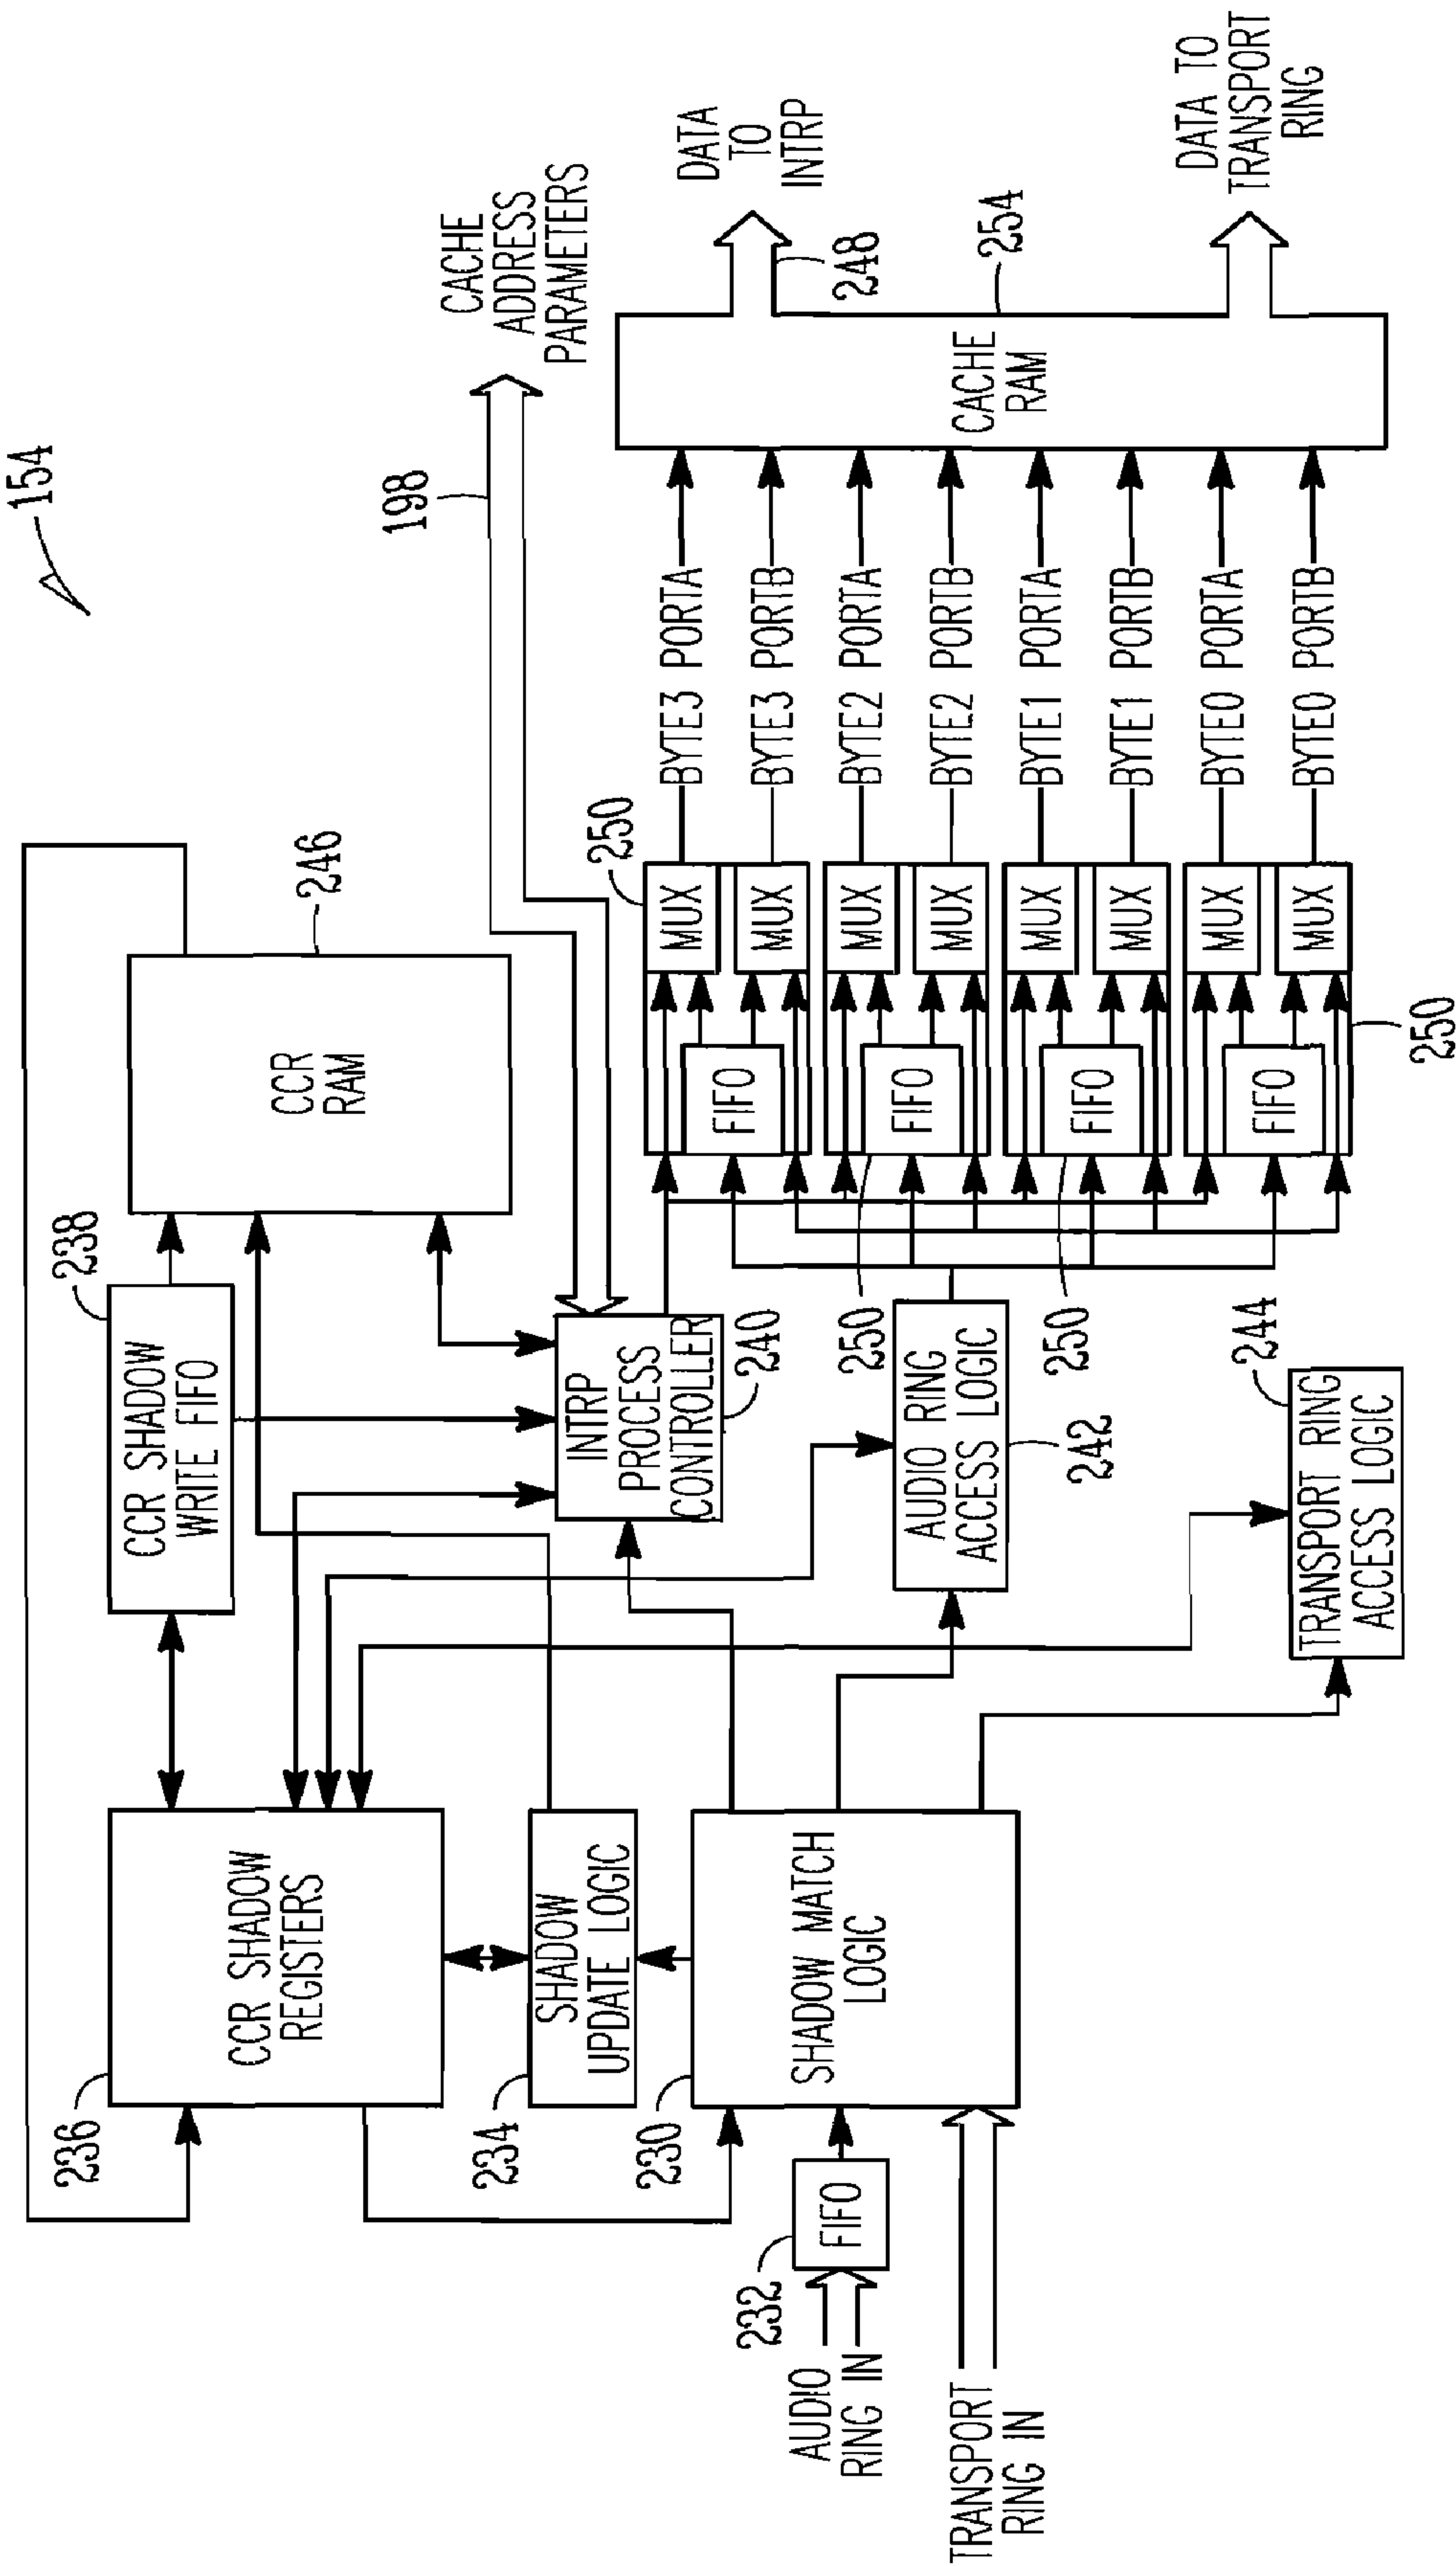 154
236
CCR SHADOW
REGISTERS
238
CCR SHADOW
WRITE FIFO
246
CCR
RAM
198
CACHE
ADDRESS
PARAMETERS
234
SHADOW
UPDATE LOGIC
INTRP
PROCESS
CONTROLLER
240
230
SHADOW MATCH
LOGIC
232
FIFO
AUDIO
RING IN
TRANSPORT
RING IN
AUDIO RING
ACCESS LOGIC
242
244
TRANSPORT RING
ACCESS LOGIC
250
FIFO
MUX
MUX
250
FIFO
MUX
MUX
250
FIFO
MUX
MUX
FIFO
MUX
MUX
250
BYTE3 PORTA
BYTE3 PORTB
BYTE2 PORTA
BYTE2 PORTB
BYTE1 PORTA
BYTE1 PORTB
BYTE0 PORTA
BYTE0 PORTB
CACHE
RAM
254
248
DATA
TO
INTRP
DATA TO
TRANSPORT
RING